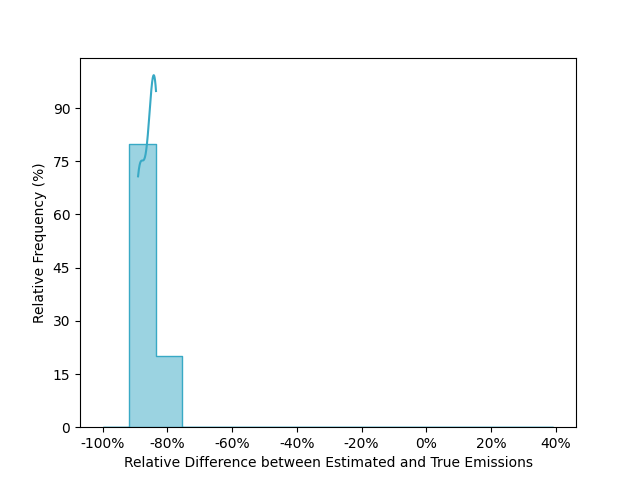 Relative Frequency (%)
90
75
60
45
30
15
0
-100% -80% -60% -40% -20% 0% 20% 40%
Relative Difference between Estimated and True Emissions